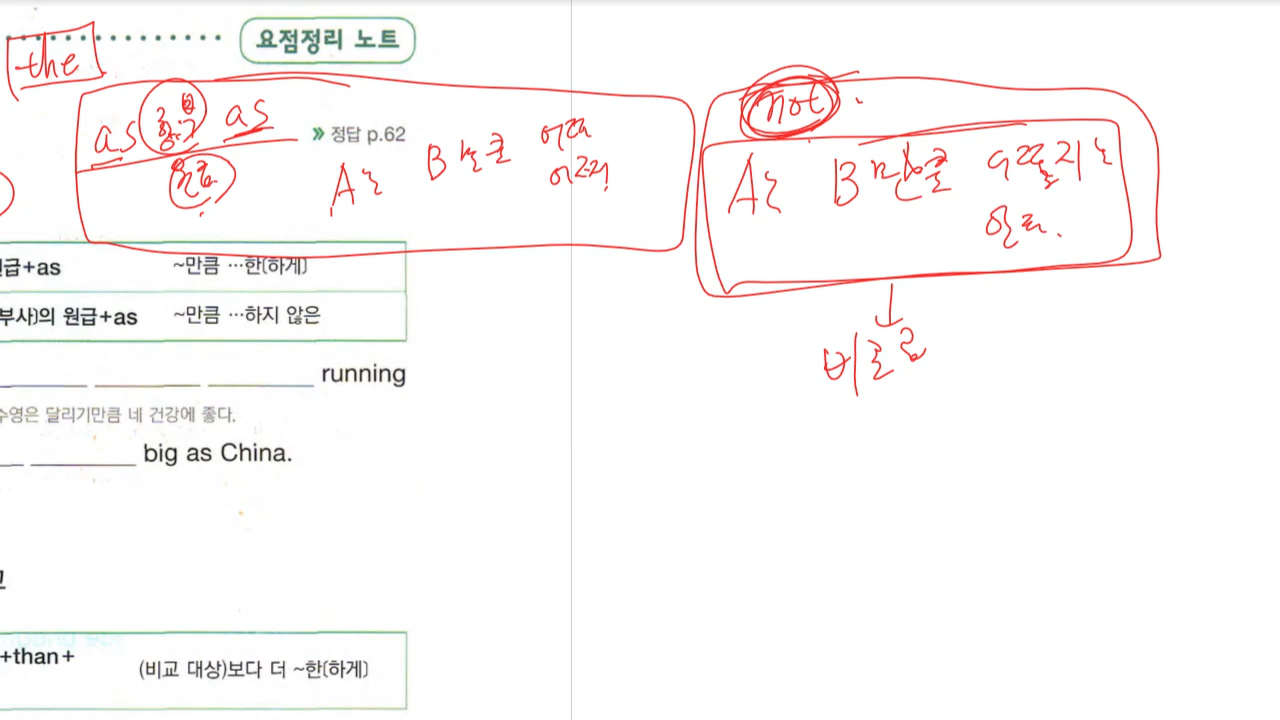 요점정리 노트
the
not
as 형/부 as
» 정답 p.62
원급
A는 B만큼
A는 B만큼 어떻지는
않다.
원급+as ~만큼 …한(하게)
부사)의 원급+as ~만큼 …하지 않은
비교급
running
수영은 달리기만큼 네 건강에 좋다.
big as China.
+than+ (비교 대상)보다 더 ~한(하게)